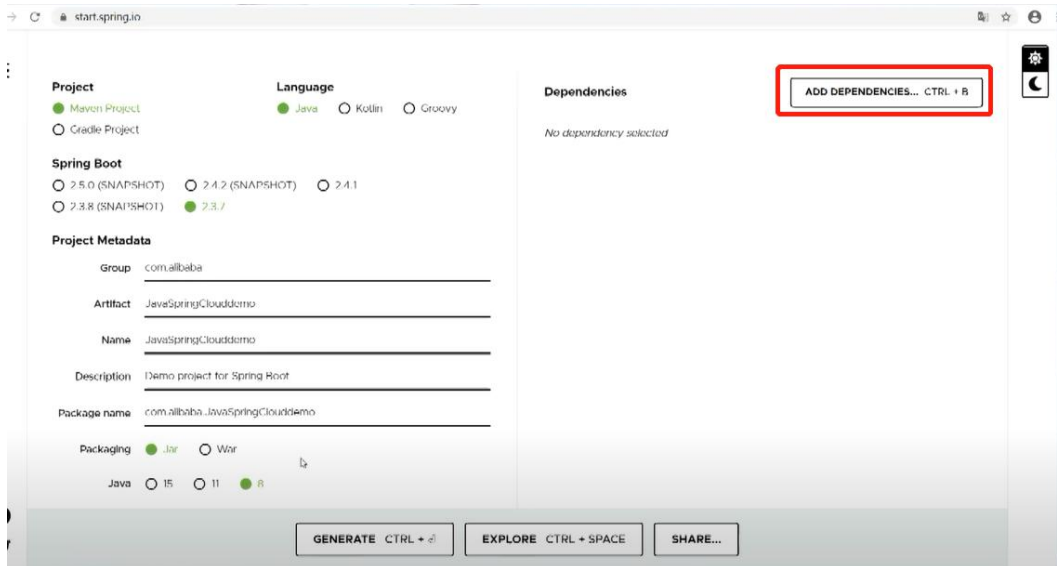 start.spring.io
Project
Language
Maven Project
Java Kotlin Groovy
Gradle Project
Spring Boot
2.5.0 (SNAPSHOT) 2.4.2 (SNAPSHOT) 2.4.1
2.3.8 (SNAPSHOT) 2.3.7
Project Metadata
Group com.alibaba
Artifact JavaSpringClouddemo
Name JavaSpringClouddemo
Description Demo project for Spring Boot
Package name com.alibaba.JavaSpringClouddemo
Packaging Jar War
Java 15 11 8
Dependencies
ADD DEPENDENCIES... CTRL + B
No dependency selected
GENERATE CTRL + ⏎
EXPLORE CTRL + SPACE
SHARE...